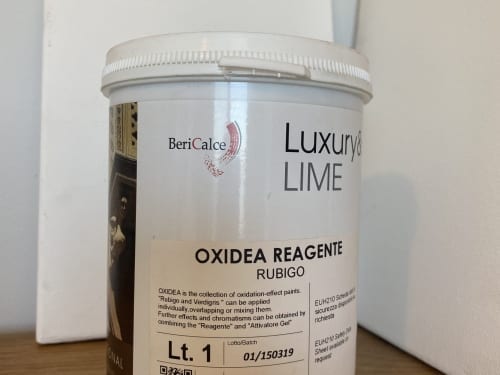 BeriCalce
Luxury&
LIME
OXIDEA REAGENTE
RUBIGO
OXIDEA is the collection of oxidation-effect paints.
"Rubigo and Verdigris " can be applied
individually,overlapping or mixing them.
Further effects and chromatisms can be obtained by
combining the "Reagente" and "Attivatore Gel"
EUH210 Scheda
sicurezza disponibile su
richiesta
EUH210 Safety Data
Sheet available on
request
Lt. 1
Lotto/Batch
01/150319
ONAL